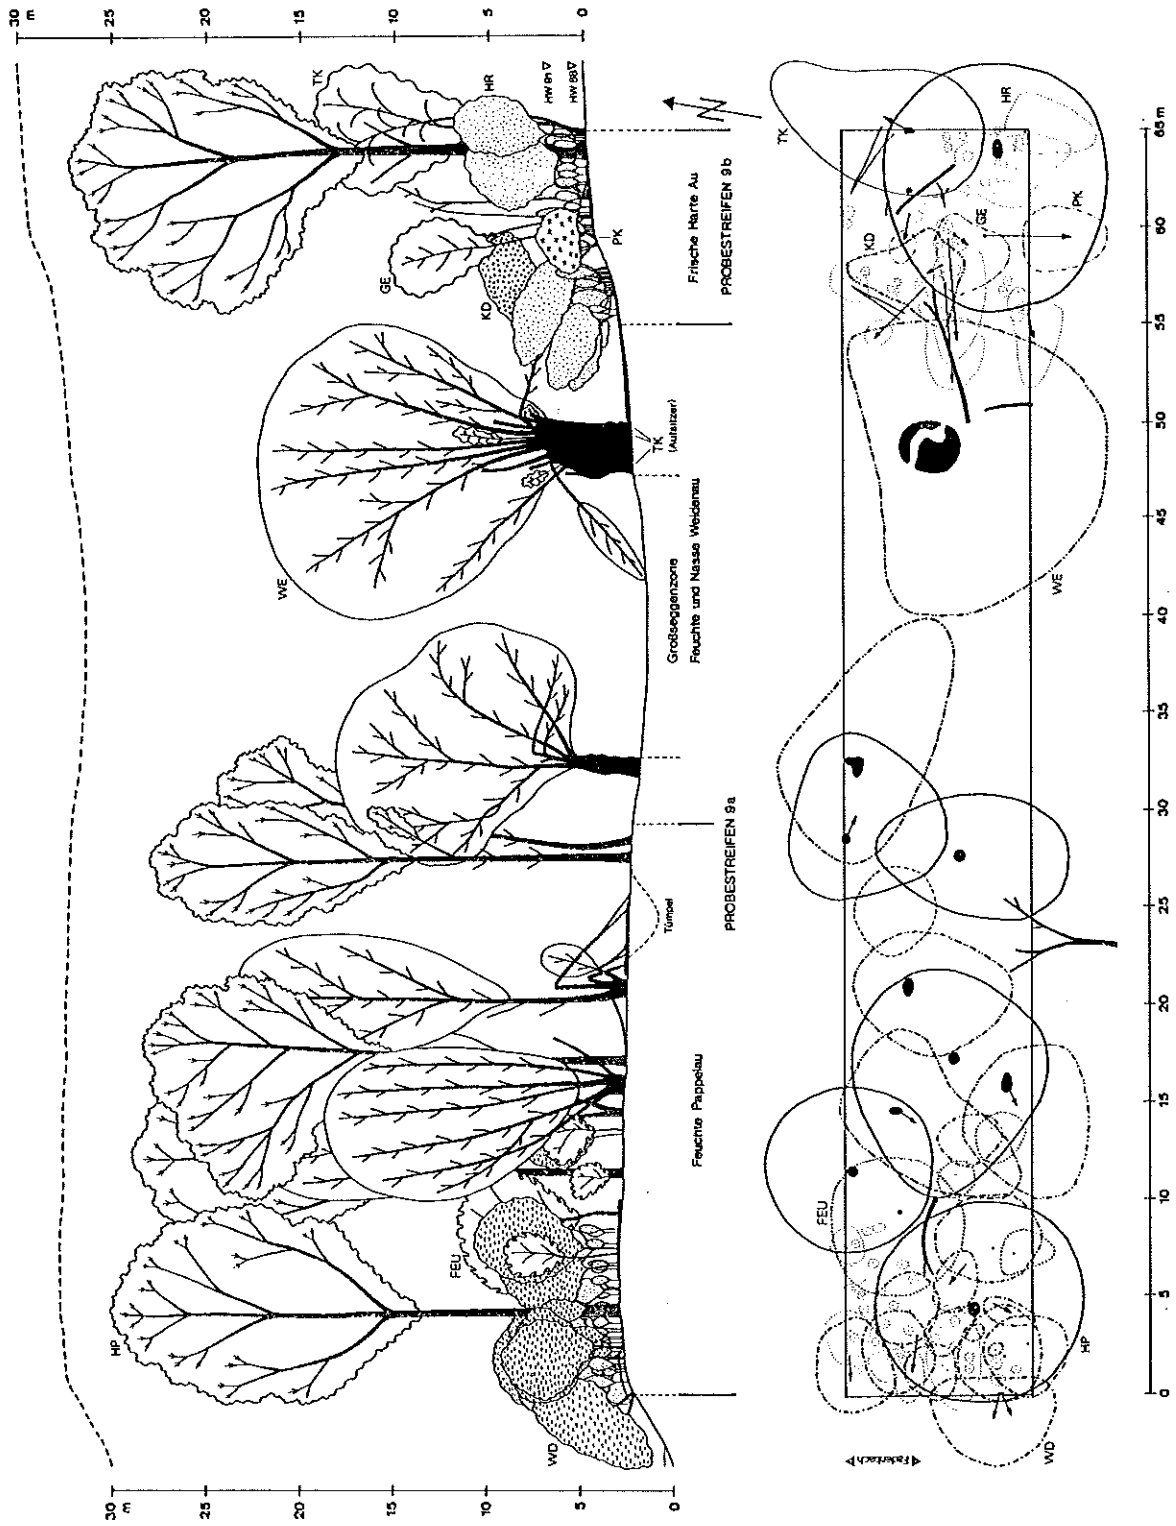 30
m
25
20
15
10
5
0
HP
FEU
WD
WE
GE
KD
TK
HR
PK
HW 91 ▽
TK
(Aufsitzer)
Tümpel
Feuchte Pappelau
Großseggenzone
Feuchte und Nasse Weidenau
Frische Harte Au
PROBESTREIFEN 9a
PROBESTREIFEN 9b
30
m
25
20
15
10
5
0
N
FEU
WE
KD
TK
GE
HR
PK
HP
WD
Fadenbach
0
5
10
15
20
25
30
35
40
45
50
55
60
65 m